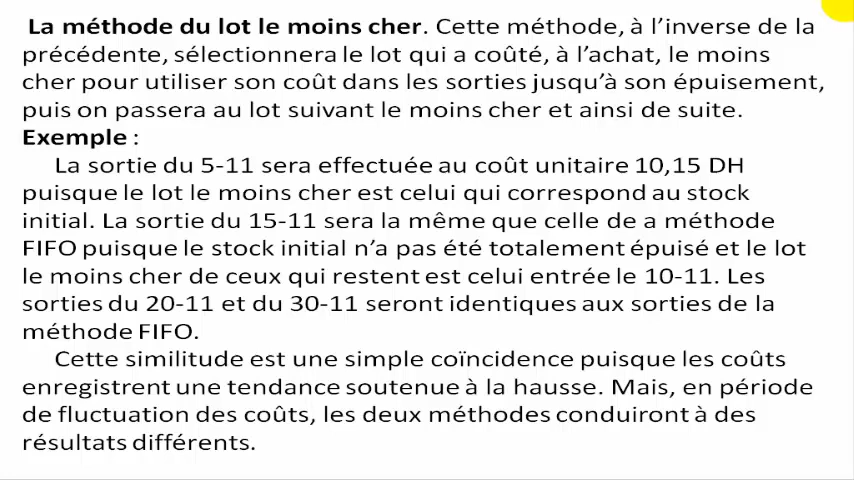 La méthode du lot le moins cher. Cette méthode, à l’inverse de la
précédente, sélectionnera le lot qui a coûté, à l’achat, le moins
cher pour utiliser son coût dans les sorties jusqu’à son épuisement,
puis on passera au lot suivant le moins cher et ainsi de suite.
Exemple :
La sortie du 5-11 sera effectuée au coût unitaire 10,15 DH
puisque le lot le moins cher est celui qui correspond au stock
initial. La sortie du 15-11 sera la même que celle de a méthode
FIFO puisque le stock initial n’a pas été totalement épuisé et le lot
le moins cher de ceux qui restent est celui entrée le 10-11. Les
sorties du 20-11 et du 30-11 seront identiques aux sorties de la
méthode FIFO.
Cette similitude est une simple coïncidence puisque les coûts
enregistrent une tendance soutenue à la hausse. Mais, en période
de fluctuation des coûts, les deux méthodes conduiront à des
résultats différents.